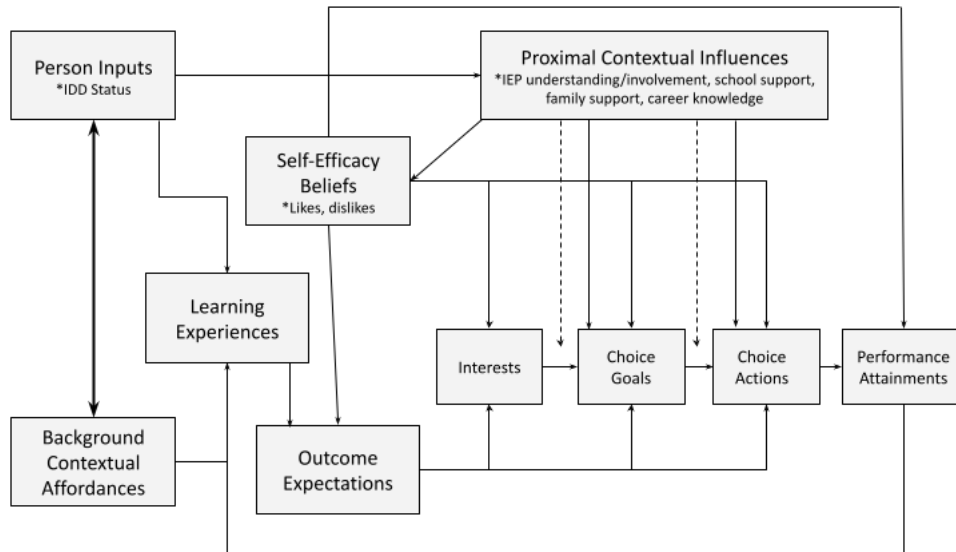 Person Inputs
*IDD Status
Proximal Contextual Influences
*IEP understanding/involvement, school support,
family support, career knowledge
Self-Efficacy
Beliefs
*Likes, dislikes
Learning
Experiences
Interests
Choice
Goals
Choice
Actions
Performance
Attainments
Background
Contextual
Affordances
Outcome
Expectations